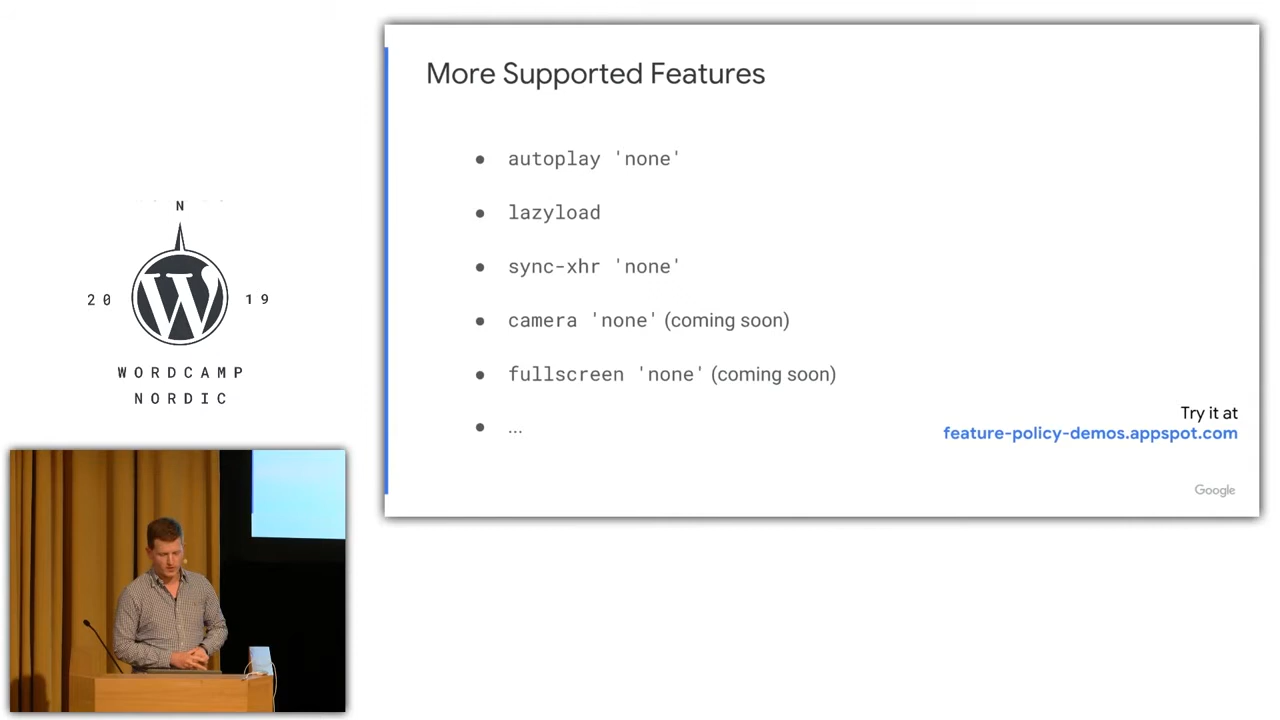 N
20 19
WORDCAMP
NORDIC
More Supported Features
● autoplay 'none'
● lazyload
● sync-xhr 'none'
● camera 'none' (coming soon)
● fullscreen 'none' (coming soon)
● ...
Try it at
feature-policy-demos.appspot.com
Google